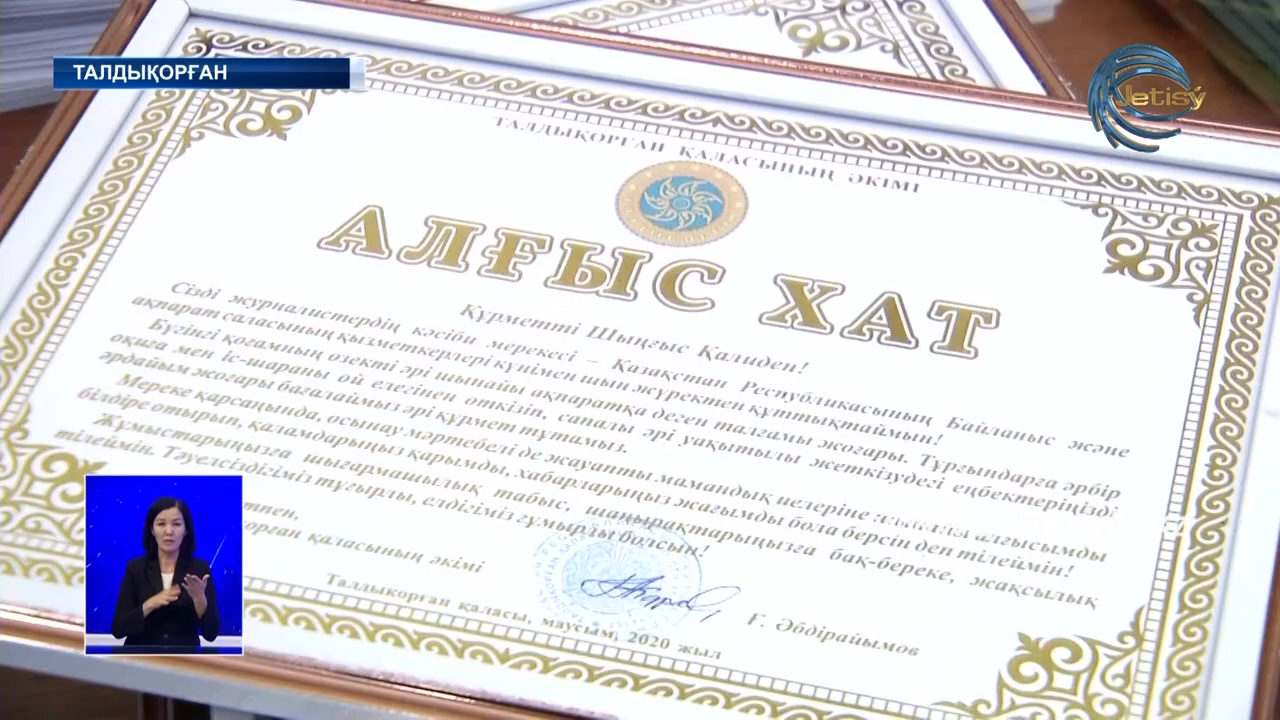 ТАЛДЫҚОРҒАН
Jetisý
ТАЛДЫҚОРҒАН ҚАЛАСЫНЫҢ ӘКІМІ
АЛҒЫС ХАТ
Құрметті Шыңғыс Қалиден!
Сізді журналистердің кәсіби мерекесі – Қазақстан Республикасының Байланыс және
ақпарат саласының қызметкерлері күнімен шын жүректен құттықтаймын!
Бүгінгі қоғамның өзекті әрі шынайы ақпаратқа деген талғамы жоғары. Тұрғындарға әрбір
оқиға мен іс-шараны ой елегінен өткізіп, сапалы әрі уақытылы жеткізудегі еңбектеріңізді
әрдайым жоғары бағалаймыз әрі құрмет тұтамыз.
Мереке қарсаңында, осынау мәртебелі де жауапты мамандық иелеріне шынайы алғысымды
білдіре отырып, қаламдарыңыз қарымды, хабарларыңыз жағымды бола берсін деп тілеймін!
Жұмыстарыңызға шығармашылық табыс, шаңырақтарыңызға бақ-береке, жақсылық
тілеймін. Тәуелсіздігіміз тұғырлы, елдігіміз ғұмырлы болсын!
қаласының әкімі
Ғ. Әбдірайымов
Талдықорған қаласы, маусым, 2020 жыл